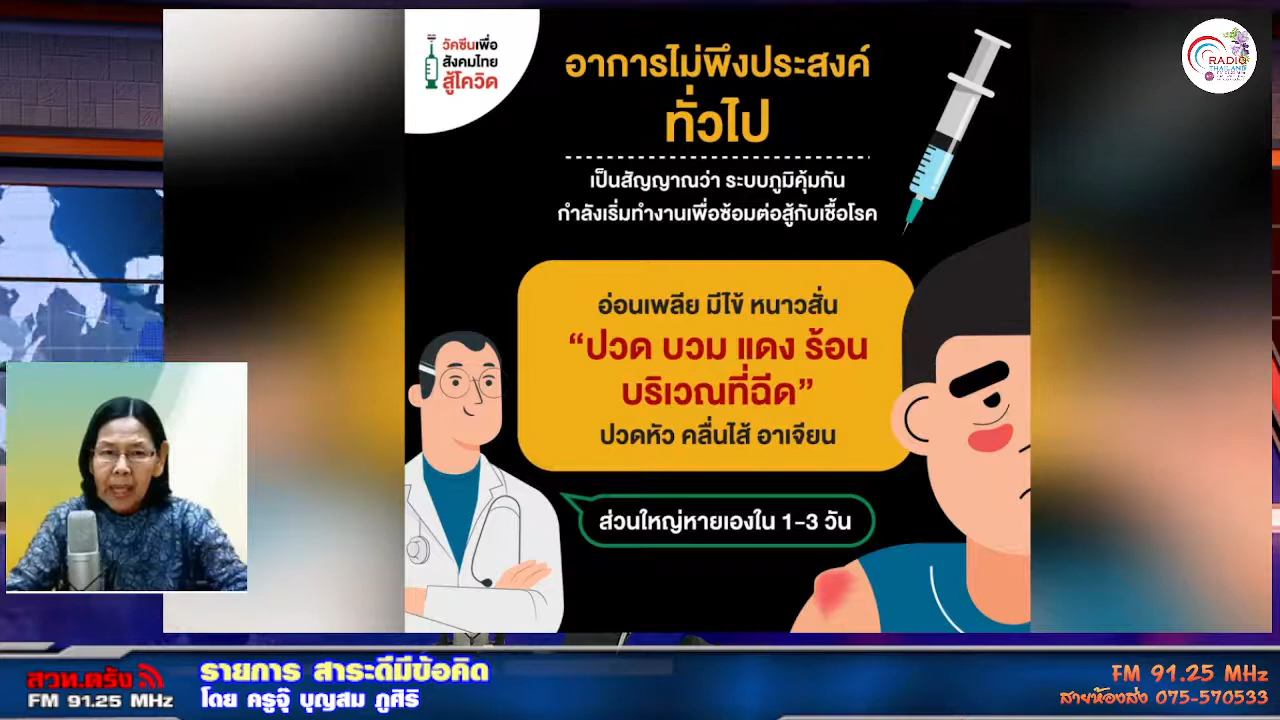 วัคซีนเพื่อ
สังคมไทย
สู้โควิด
RADIO
THAILAND
อาการไม่พึงประสงค์
ทั่วไป
เป็นสัญญาณว่า ระบบภูมิคุ้มกัน
กำลังเริ่มทำงานเพื่อซ้อมต่อสู้กับเชื้อโรค
อ่อนเพลีย มีไข้ หนาวสั่น
“ปวด บวม แดง ร้อน
บริเวณที่ฉีด”
ปวดหัว คลื่นไส้ อาเจียน
ส่วนใหญ่หายเองใน 1-3 วัน
สวท.ตรัง
FM 91.25 MHz
รายการ สาระดีมีข้อคิด
โดย ครูจุ๊ บุญสม ภูศิริ
FM 91.25 MHz
สายห้องส่ง 075-570533